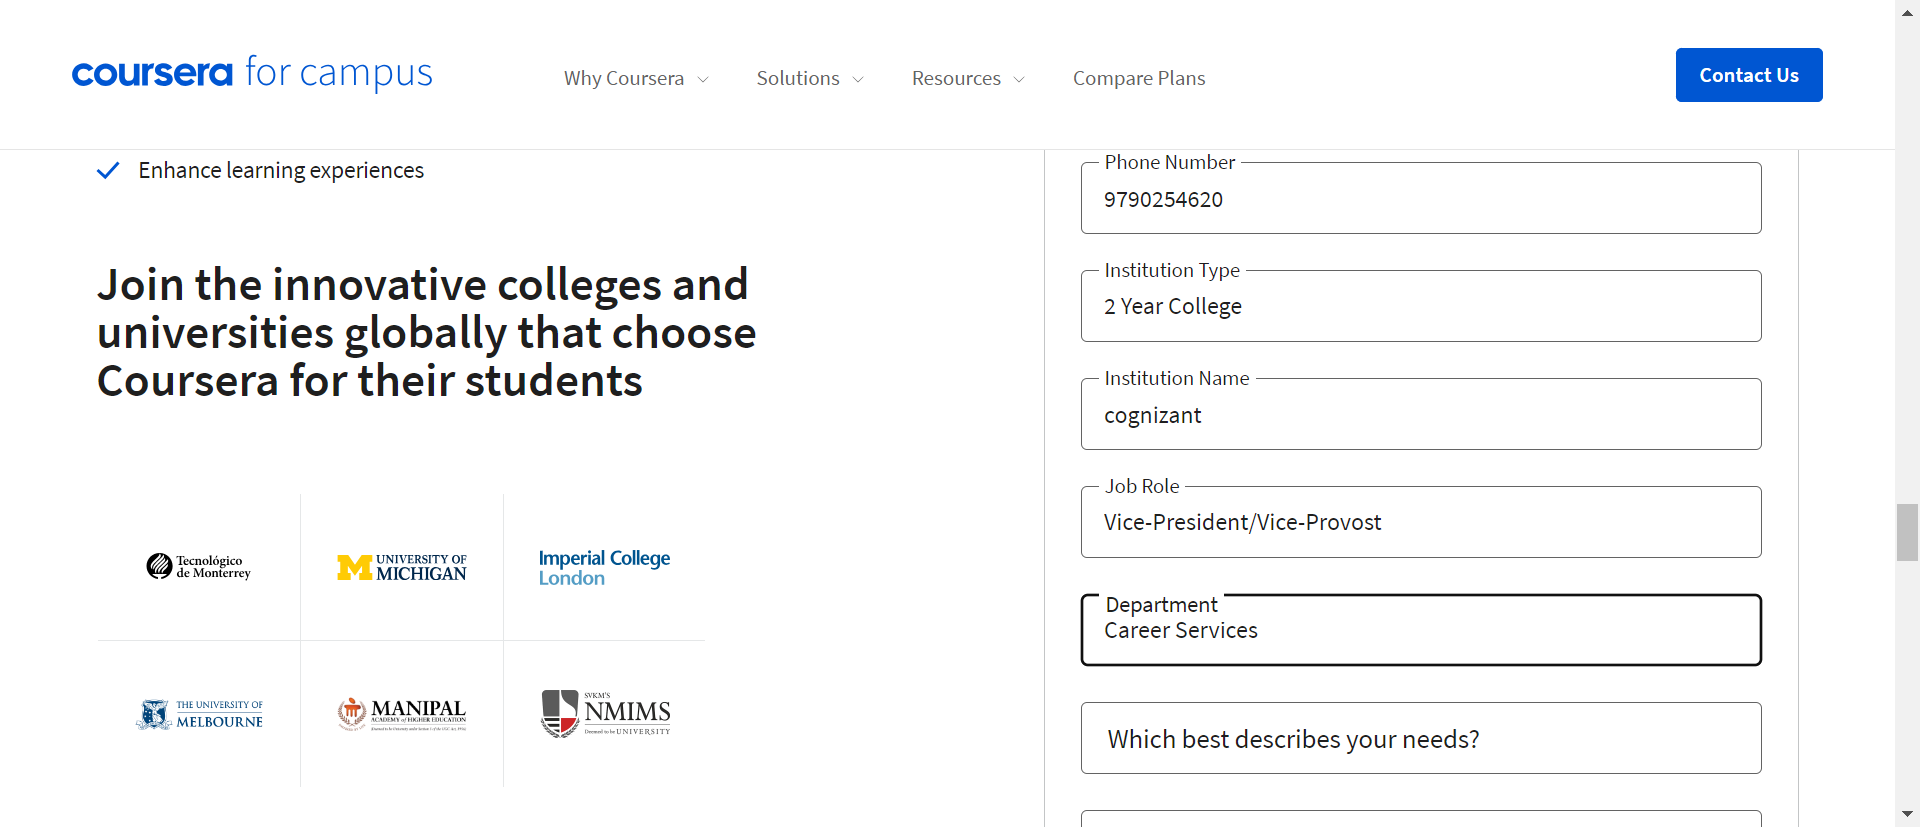 coursera for campus
Why Coursera
Solutions
Resources
Compare Plans
Contact Us
Enhance learning experiences
Join the innovative colleges and
universities globally that choose
Coursera for their students
Tecnológico
de Monterrey
M UNIVERSITY OF
MICHIGAN
Imperial College
London
THE UNIVERSITY OF
MELBOURNE
MANIPAL
ACADEMY of HIGHER EDUCATION
SVKM'S
NMIMS
Deemed to be UNIVERSITY
Phone Number
9790254620
Institution Type
2 Year College
Institution Name
cognizant
Job Role
Vice-President/Vice-Provost
Department
Career Services
Which best describes your needs?